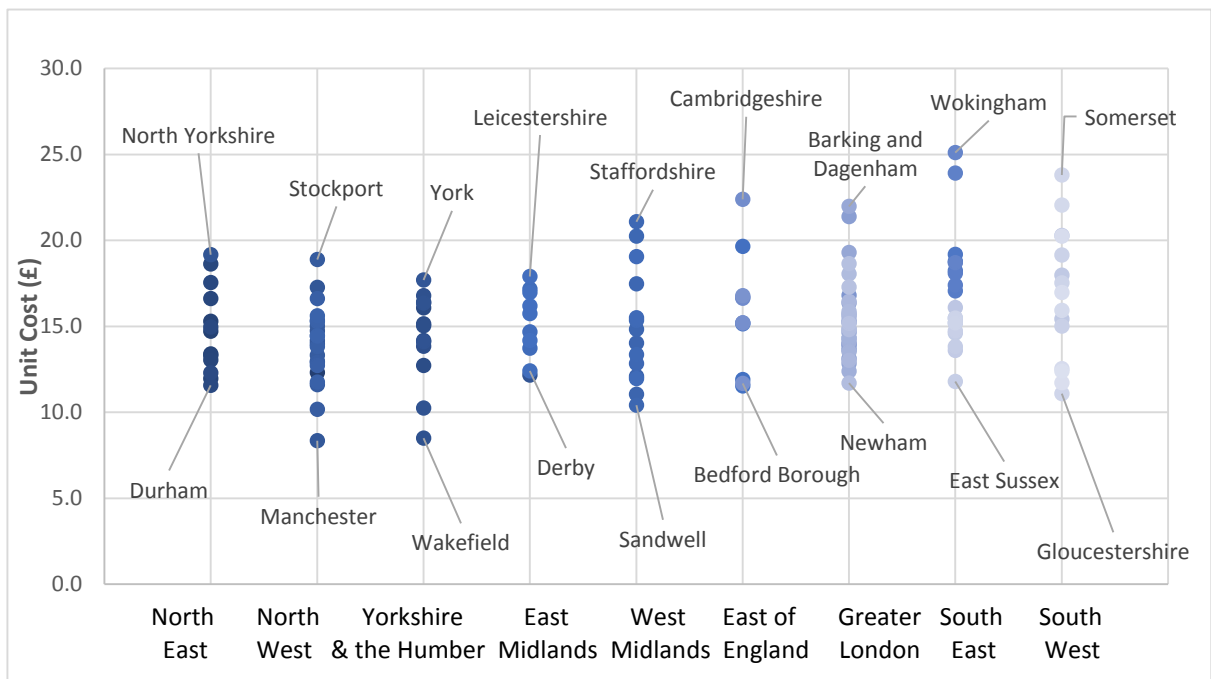 30.0
25.0
20.0
15.0
10.0
5.0
0.0
Unit Cost (£)
North Yorkshire
Stockport
York
Leicestershire
Staffordshire
Cambridgeshire
Barking and
Dagenham
Wokingham
Somerset
Durham
Manchester
Wakefield
Derby
Sandwell
Bedford Borough
Newham
East Sussex
Gloucestershire
North
East
North
West
Yorkshire
& the Humber
East
Midlands
West
Midlands
East of
England
Greater
London
South
East
South
West